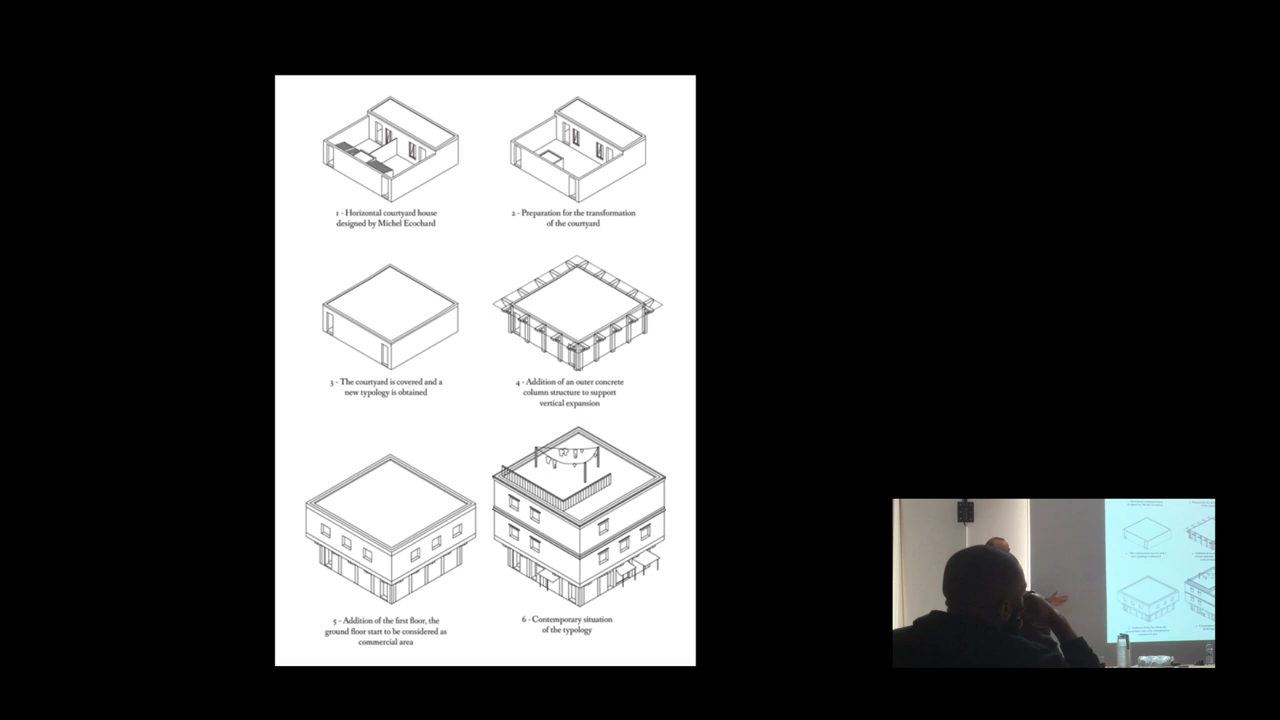 1 - Horizontal courtyard house
designed by Michel Ecochard
2 - Preparation for the transformation
of the courtyard
3 - The courtyard is covered and a
new typology is obtained
4 - Addition of an outer concrete
column structure to support
vertical expansion
5 - Addition of the first floor, the
ground floor start to be considered as
commercial area
6 - Contemporary situation
of the typology